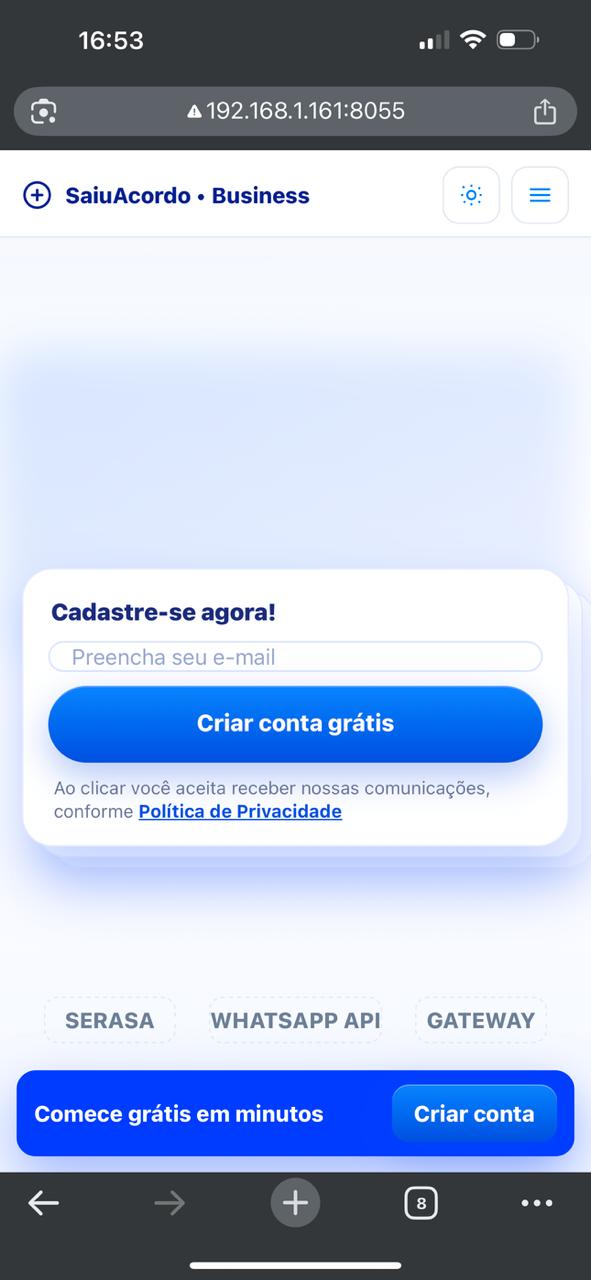 16:53
192.168.1.161:8055
SaiuAcordo • Business
Cadastre-se agora!
Preencha seu e-mail
Criar conta grátis
Ao clicar você aceita receber nossas comunicações,
conforme Política de Privacidade
SERASA WHATSAPP API GATEWAY
Comece grátis em minutos Criar conta
8